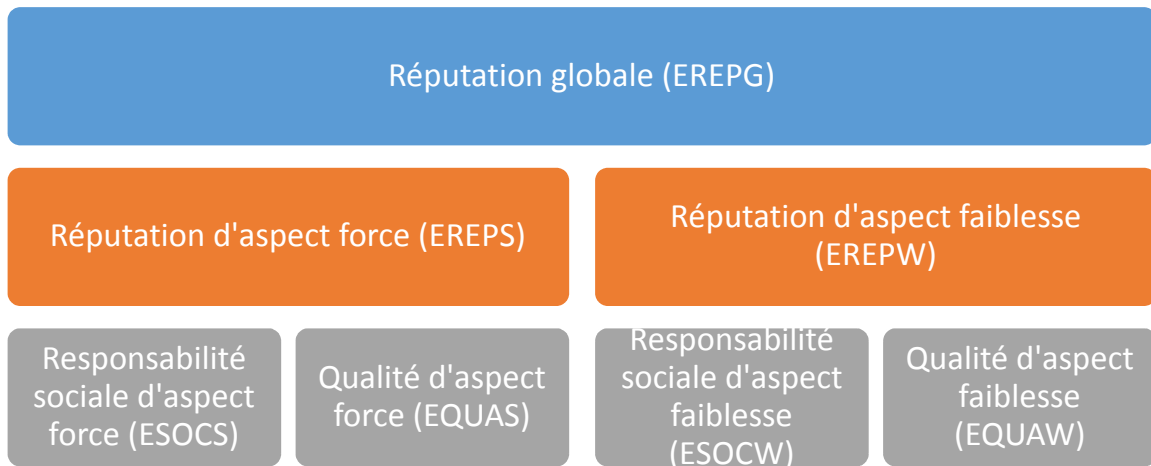 Réputation globale (EREPG)
Réputation d'aspect force (EREPS)
Réputation d'aspect faiblesse
(EREPW)
Responsabilité
sociale d'aspect
force (ESOCS)
Qualité d'aspect
force (EQUAS)
Responsabilité
sociale d'aspect
faiblesse
(ESOCW)
Qualité d'aspect
faiblesse
(EQUAW)